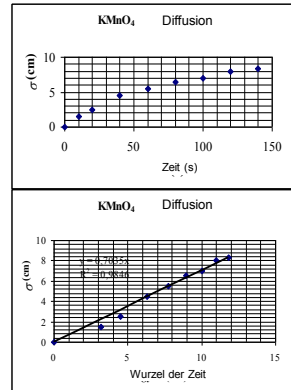 KMnO₄ Diffusion
σ (cm)
10
5
0
0 50 100 150
Zeit (s)
KMnO₄ Diffusion
σ (cm)
10
8
6
4
2
0
y = 0,7035x
R² = 0,9846
0 5 10 15
Wurzel der Zeit